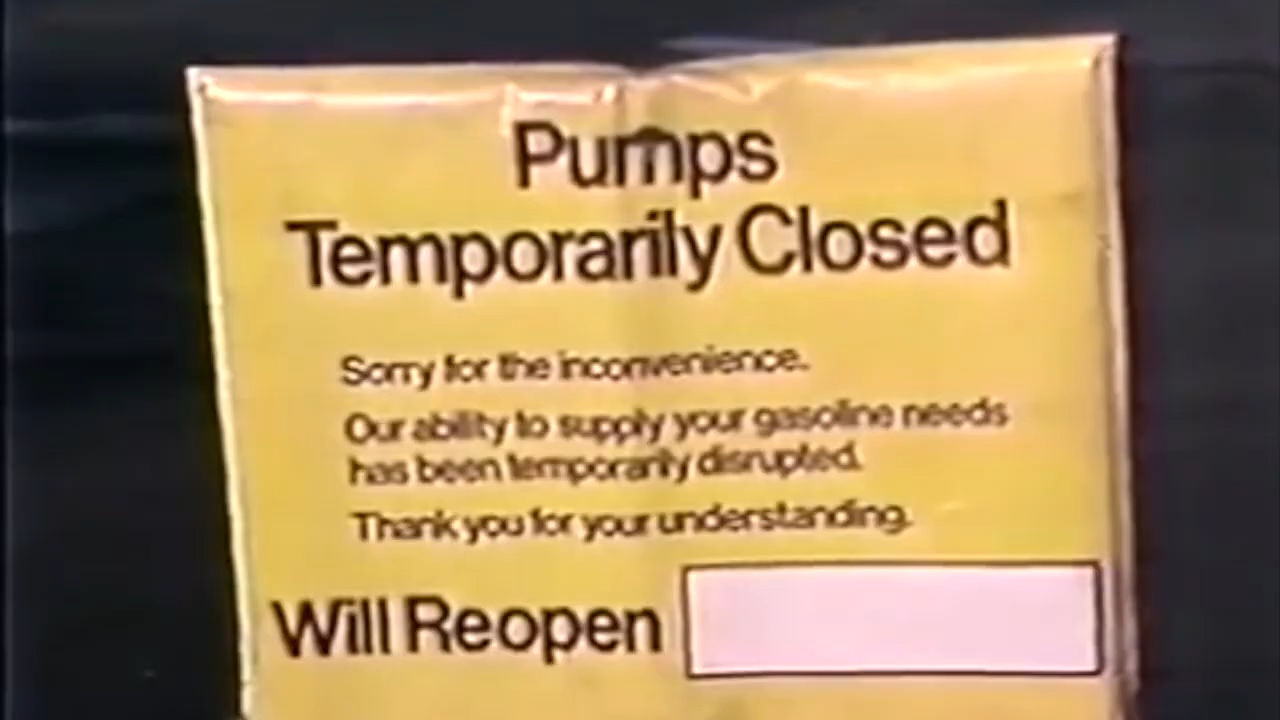 Pumps
Temporarily Closed
Sorry for the inconvenience.
Our ability to supply your gasoline needs
has been temporarily disrupted.
Thank you for your understanding.
Will Reopen